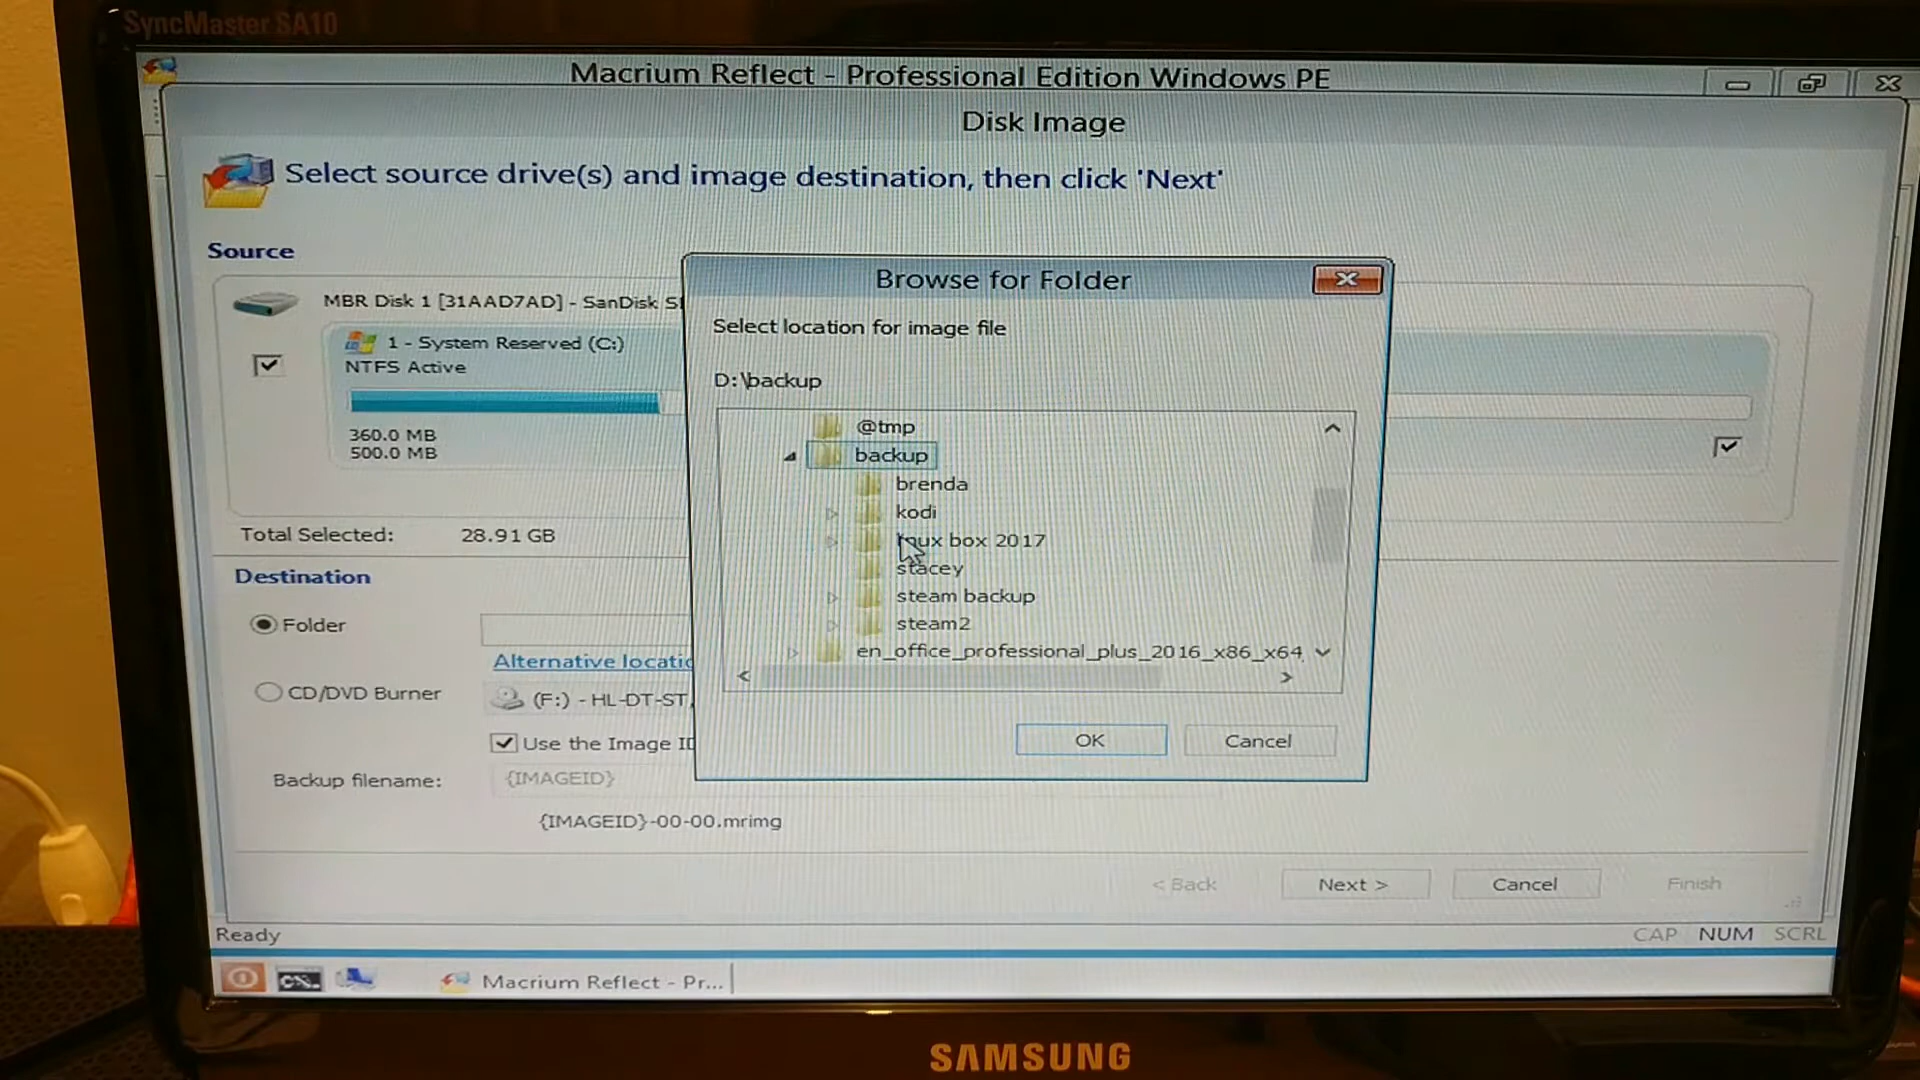 SyncMaster SA10
Macrium Reflect - Professional Edition Windows PE
Disk Image
Select source drive(s) and image destination, then click 'Next'
Source
MBR Disk 1 [31AAD7AD] - SanDisk
1 - System Reserved (C:)
NTFS Active
360.0 MB
500.0 MB
Total Selected: 28.91 GB
Browse for Folder
Select location for image file
D:\backup
@tmp
backup
brenda
kodi
box 2017
stacey
steam backup
steam2
en_office_professional_plus_2016_x86_x64
OK
Cancel
Destination
Folder
Alternative
CD/DVD Burner
(F:) - HL-DT-ST
Use the Image ID
Backup filename: {IMAGEID}
{IMAGEID}-00-00.mrimg
< Back
Next >
Cancel
Finish
Ready
CAP NUM SCRL
Macrium Reflect - Pr...
SAMSUNG